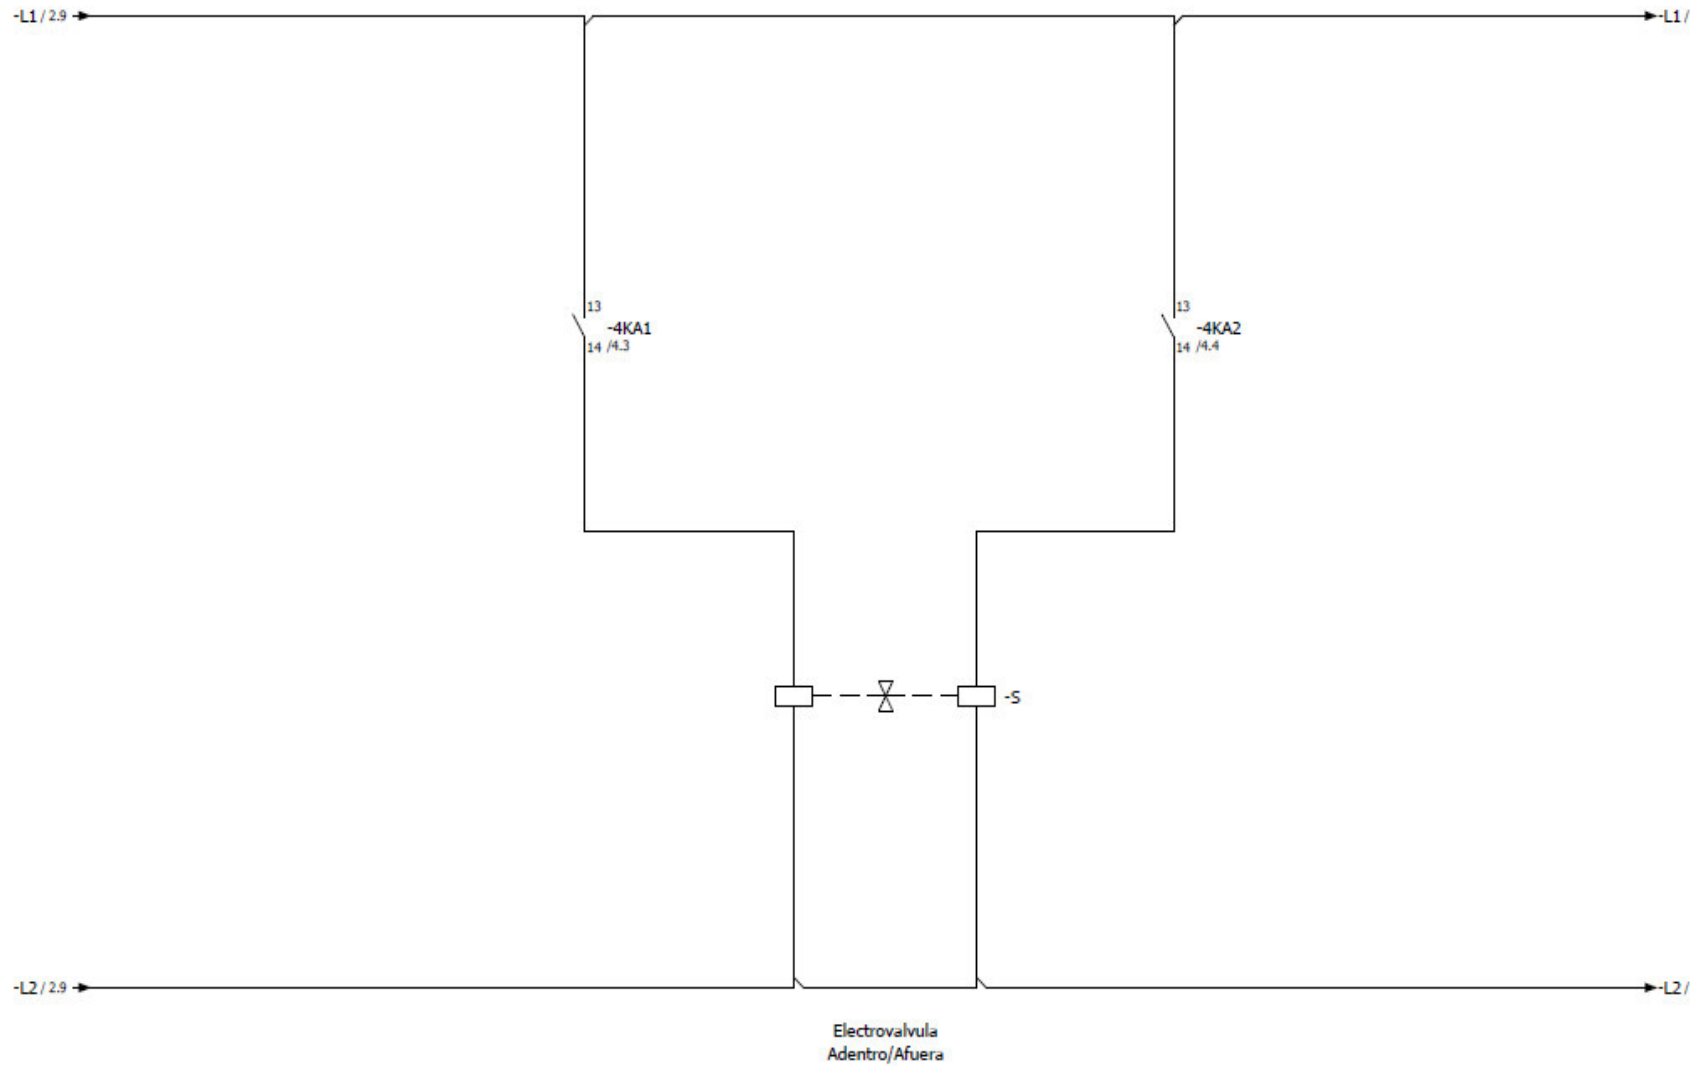 -L1 / 2.9
-L1 /
13
-4KA1
14 /4.3
13
-4KA2
14 /4.4
-S
-L2 / 2.9
-L2 /
Electrovalvula
Adentro/Afuera